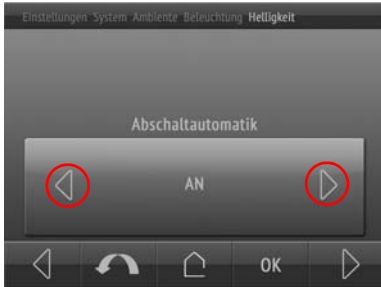 Einstellungen System Ambiente Beleuchtung Helligkeit
Abschaltautomatik
AN
OK